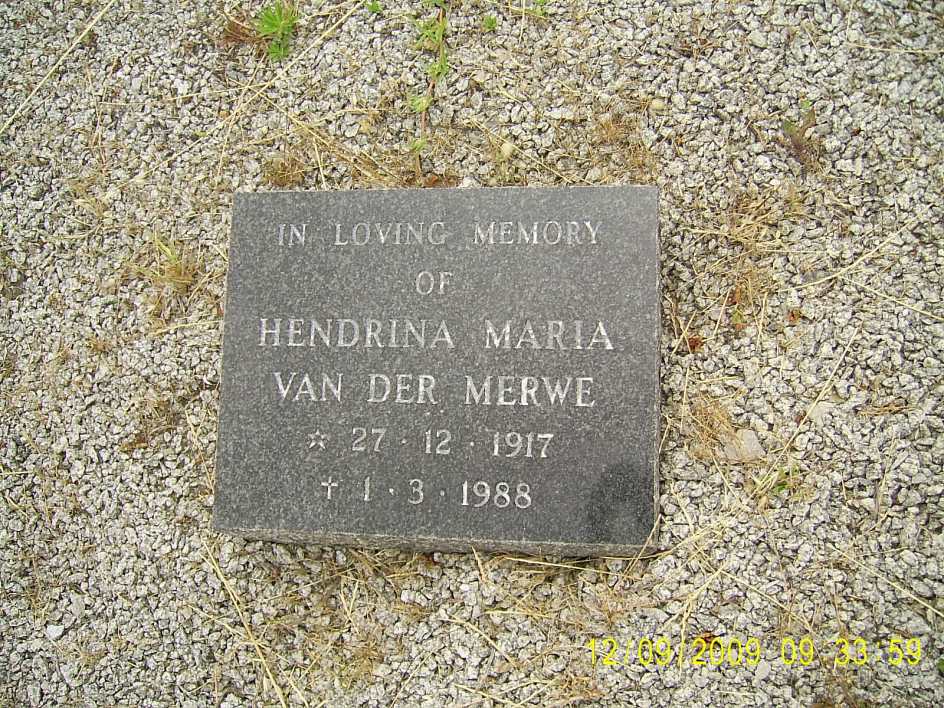 IN LOVING MEMORY
OF
HENDRINA MARIA
VAN DER MERWE
☆ 27 · 12 · 1917
✝ 1 · 3 · 1988
12/09/2009 09 33 59